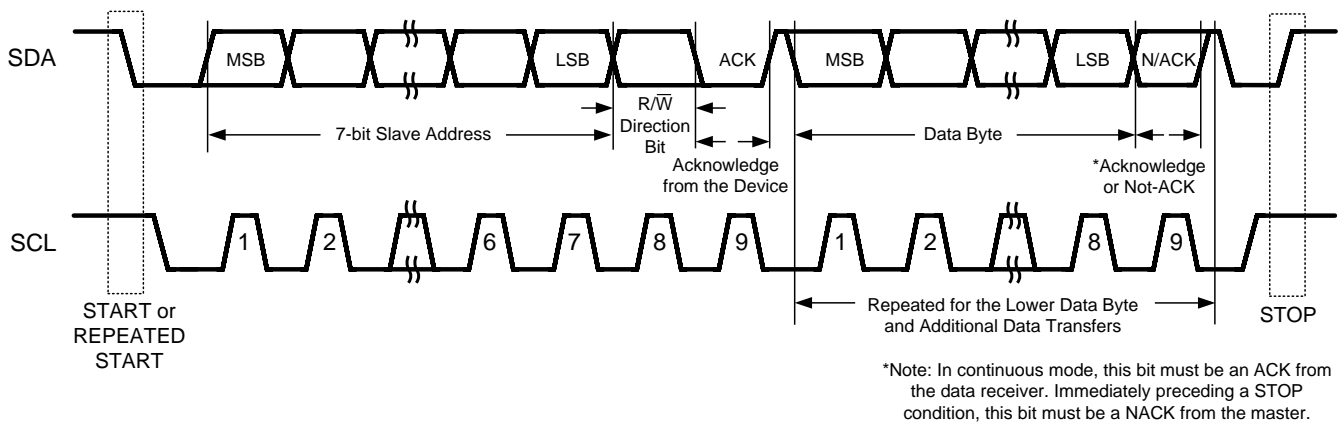 SDA
MSB
LSB
ACK
MSB
LSB
N/ACK
R/W̅
Direction
Bit
7-bit Slave Address
Data Byte
Acknowledge
from the Device
*Acknowledge
or Not-ACK
SCL
1
2
6
7
8
9
1
2
8
9
START or
REPEATED
START
Repeated for the Lower Data Byte
and Additional Data Transfers
STOP
*Note: In continuous mode, this bit must be an ACK from
the data receiver. Immediately preceding a STOP
condition, this bit must be a NACK from the master.